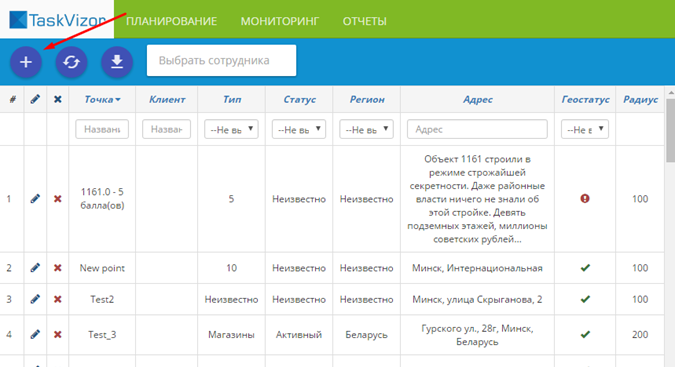 TaskVizor ПЛАНИРОВАНИЕ МОНИТОРИНГ ОТЧЕТЫ
Выбрать сотрудника
# Точка Клиент Тип Статус Регион Адрес Геостатус Радиус
Названи Назван --Не вы --Не вы --Не вы Адрес --Не в
1 1161.0 - 5 балла(ов) 5 Неизвестно Неизвестно Объект 1161 строили в
режиме строжайшей
секретности. Даже районные
власти ничего не знали об
этой стройке. Девять
подземных этажей, миллионы
советских рублей... 100
2 New point 10 Неизвестно Неизвестно Минск, Интернациональная 100
3 Test2 Неизвестно Неизвестно Неизвестно Минск, улица Скрыганова, 2 100
4 Test_3 Магазины Активный Беларусь Гурского ул., 28г, Минск,
Беларусь 200